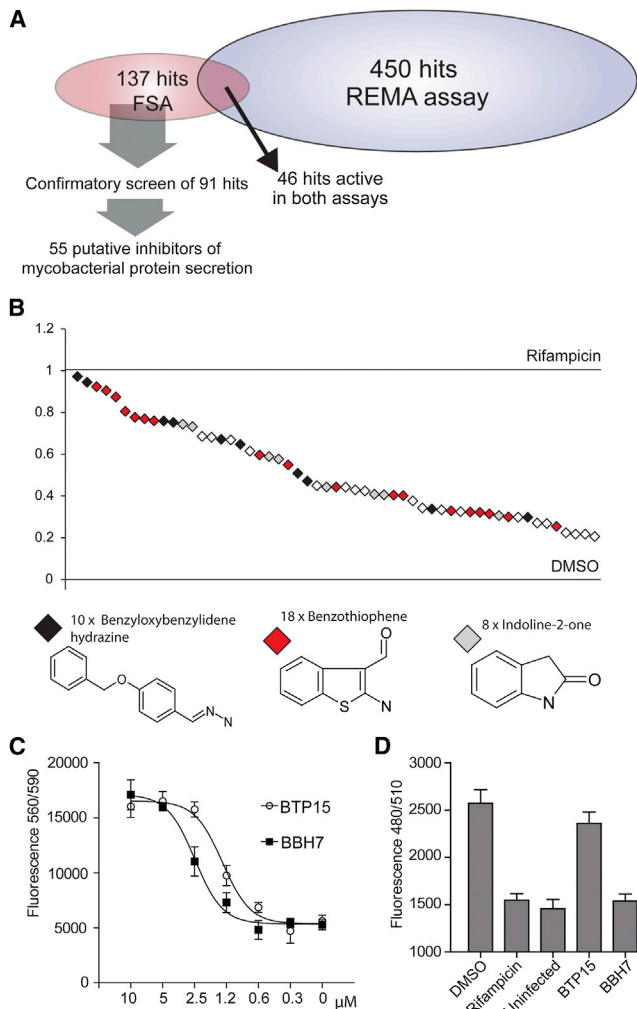 A
137 hits
FSA
450 hits
REMA assay
Confirmatory screen of 91 hits
46 hits active
in both assays
55 putative inhibitors of
mycobacterial protein secretion
B
1.2
1
0.8
0.6
0.4
0.2
0
Rifampicin
DMSO
10 x Benzyloxybenzylidene
hydrazine
18 x Benzothiophene
8 x Indoline-2-one
O
N
N
O
S
N
O
N
C
20000
15000
10000
5000
0
Fluorescence 560/590
BTP15
BBH7
10 5 2.5 1.2 0.6 0.3 0 µM
D
3000
2500
2000
1500
1000
Fluorescence 480/510
DMSO
Rifampicin
BTP15
BBH7